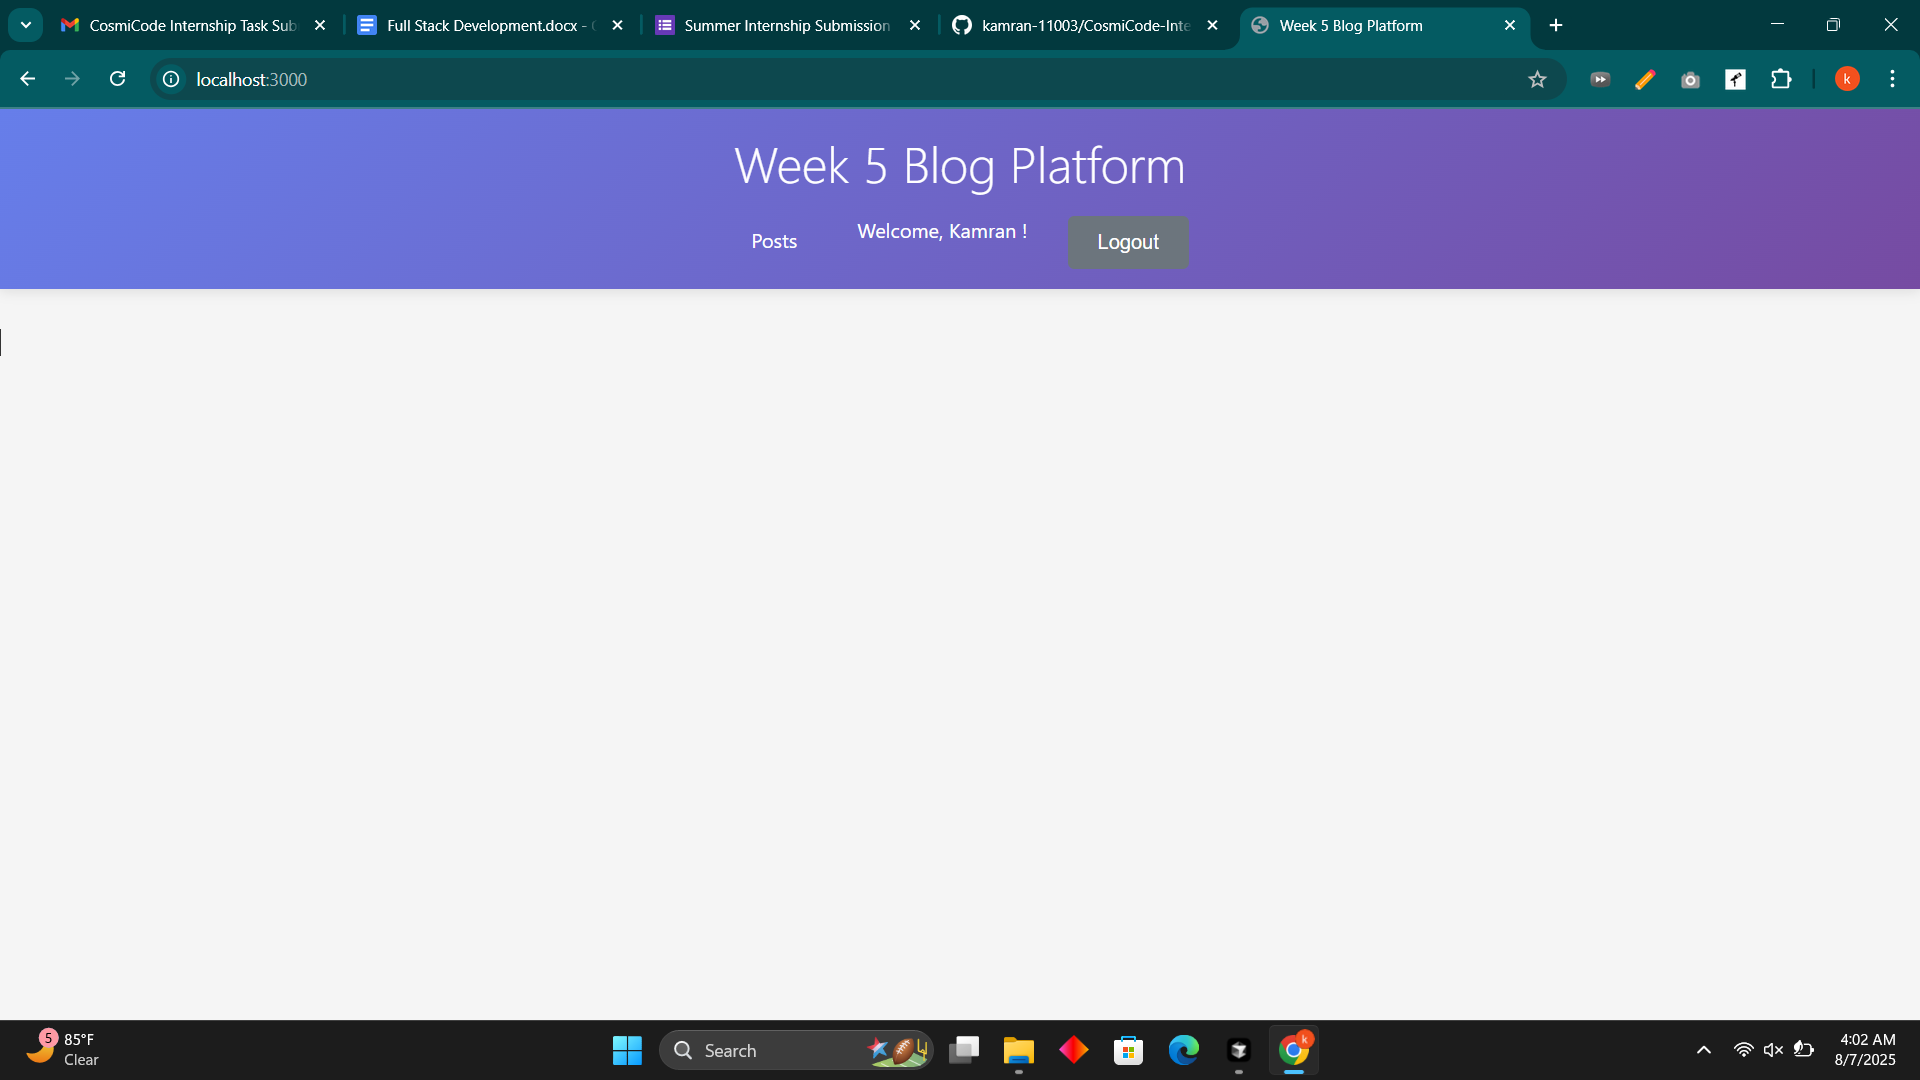 CosmiCode Internship Task Sub
Full Stack Development.docx - G
Summer Internship Submission
kamran-11003/CosmiCode-Inte
Week 5 Blog Platform
localhost:3000
k
Week 5 Blog Platform
Posts
Welcome, Kamran !
Logout
5
85°F
Clear
Search
k
4:02 AM
8/7/2025